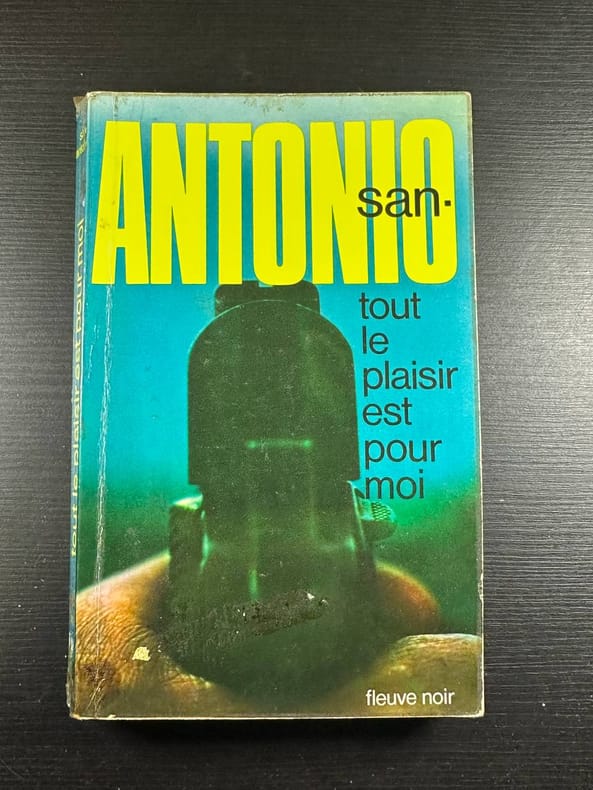 ANTONIO
san-
tout
le
plaisir
est
pour
moi
fleuve noir
tout le plaisir est pour moi